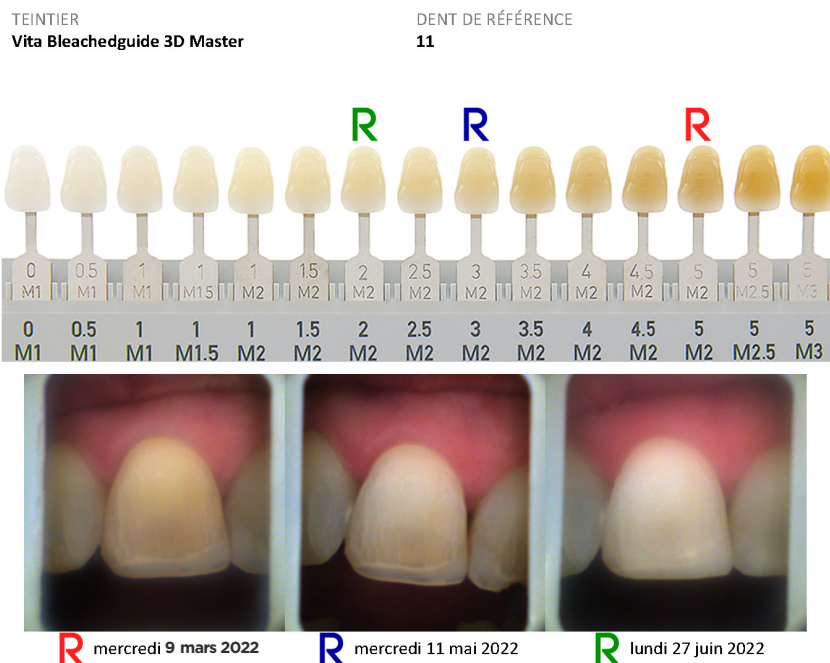 TEINTIER
Vita Bleachedguide 3D Master
DENT DE RÉFÉRENCE
11
R R R
0 0.5 1 1 1 1.5 2 2.5 3 3.5 4 4.5 5 5 5
M1 M1 M1 M1.5 M2 M2 M2 M2 M2 M2 M2 M2 M2 M2.5 M3
0 0.5 1 1 1 1.5 2 2.5 3 3.5 4 4.5 5 5 5
M1 M1 M1 M1.5 M2 M2 M2 M2 M2 M2 M2 M2 M2 M2.5 M3
R mercredi 9 mars 2022 R mercredi 11 mai 2022 R lundi 27 juin 2022